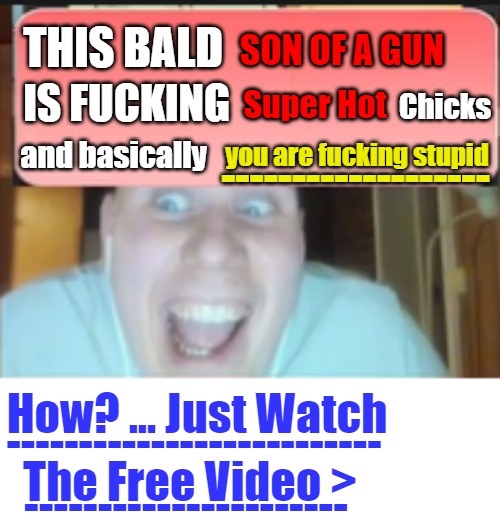 THIS BALD SON OF A GUN
IS FUCKING Super Hot Chicks
and basically you are fucking stupid
How? ... Just Watch
The Free Video >